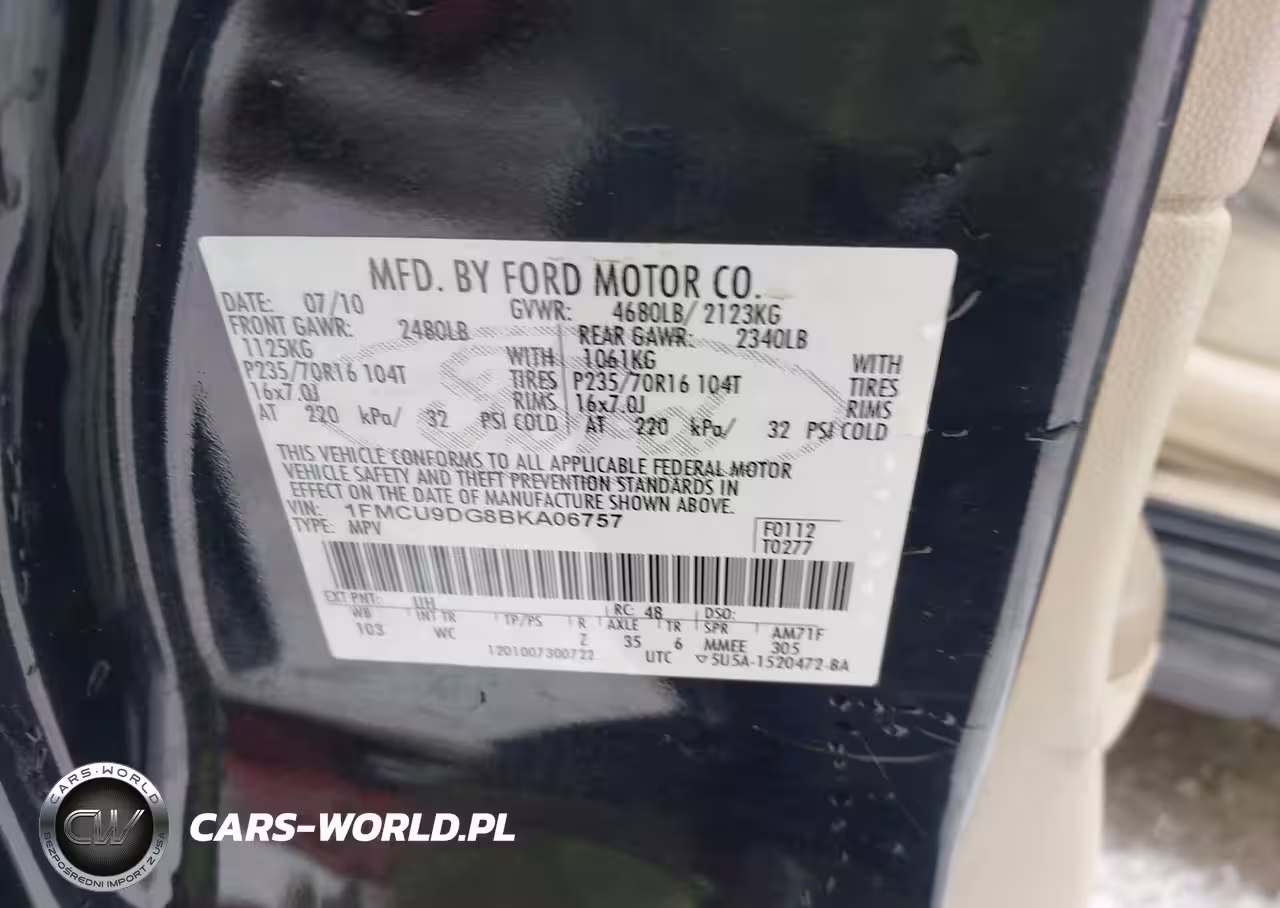 MFD. BY FORD MOTOR CO.
DATE: 07/10 GVWR: 4680LB/ 2123KG
FRONT GAWR: 2480LB REAR GAWR: 2340LB
1125KG WITH 1061KG WITH
P235/70R16 104T TIRES P235/70R16 104T TIRES
16x7.0J RIMS 16x7.0J RIMS
AT 220 kPa/ 32 PSI COLD AT 220 kPa/ 32 PSI COLD
THIS VEHICLE CONFORMS TO ALL APPLICABLE FEDERAL MOTOR
VEHICLE SAFETY AND THEFT PREVENTION STANDARDS IN
EFFECT ON THE DATE OF MANUFACTURE SHOWN ABOVE.
VIN: 1FMCU9DG8BKA06757
TYPE: MPV
F0112
T0277
EXT PNT: UH RC: 48 DSO:
WB INT TR TP/PS R AXLE TR SPR AM71F
103 WC Z 35 6 MMEE 305
1201007300722 UTC 5U5A-1520472-BA
CARS-WORLD
CW
BEZPOŚREDNI IMPORT Z USA
CARS-WORLD.PL